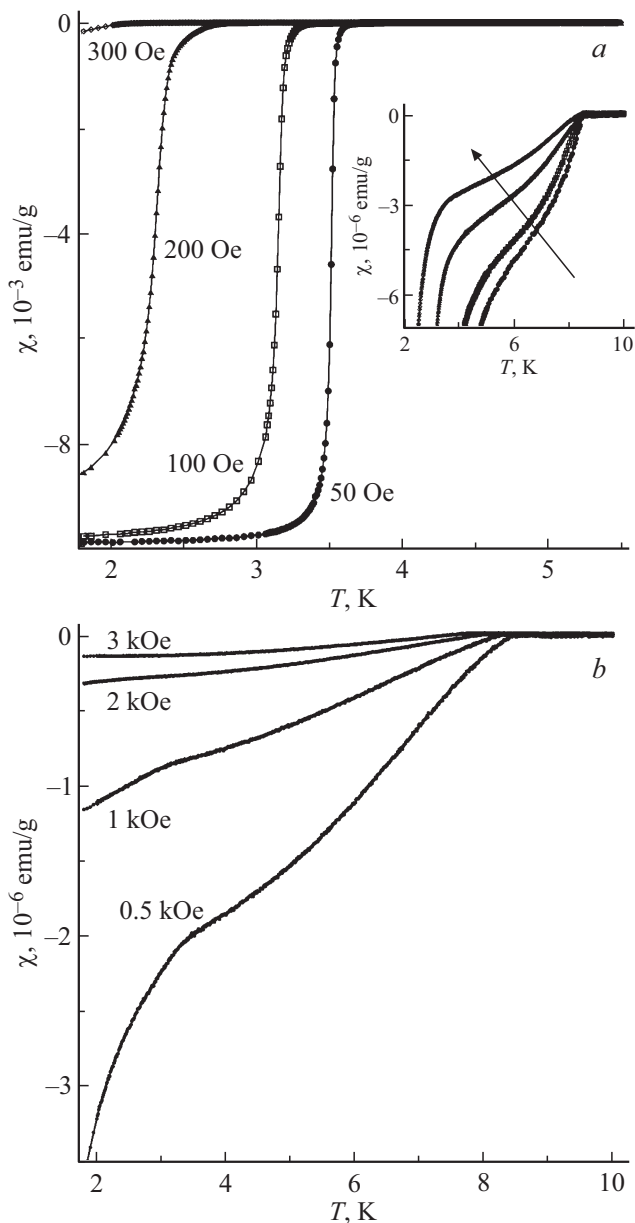 a
0
−4
−8
χ, 10⁻³ emu/g
300 Oe
200 Oe
100 Oe
50 Oe
2
3
4
5
T, K
0
−3
−6
χ, 10⁻⁶ emu/g
2
6
10
T, K
b
0
−1
−2
−3
χ, 10⁻⁶ emu/g
3 kOe
2 kOe
1 kOe
0.5 kOe
2
4
6
8
10
T, K